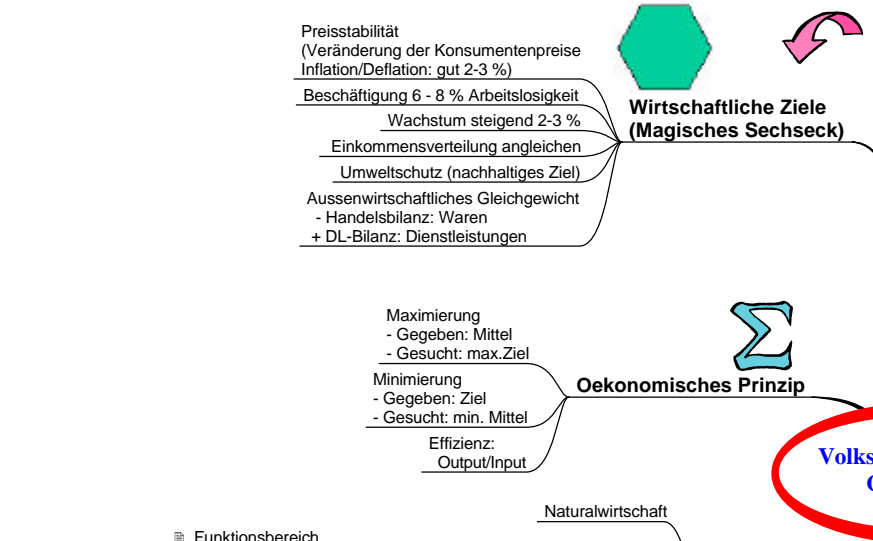 Preisstabilität
(Veränderung der Konsumentenpreise
Inflation/Deflation: gut 2-3 %)
Beschäftigung 6 - 8 % Arbeitslosigkeit
Wachstum steigend 2-3 %
Einkommensverteilung angleichen
Umweltschutz (nachhaltiges Ziel)
Aussenwirtschaftliches Gleichgewicht
- Handelsbilanz: Waren
+ DL-Bilanz: Dienstleistungen
Wirtschaftliche Ziele
(Magisches Sechseck)
Maximierung
- Gegeben: Mittel
- Gesucht: max.Ziel
Minimierung
- Gegeben: Ziel
- Gesucht: min. Mittel
Effizienz:
Output/Input
Oekonomisches Prinzip
Volks
Naturalwirtschaft
Funktionsbereich